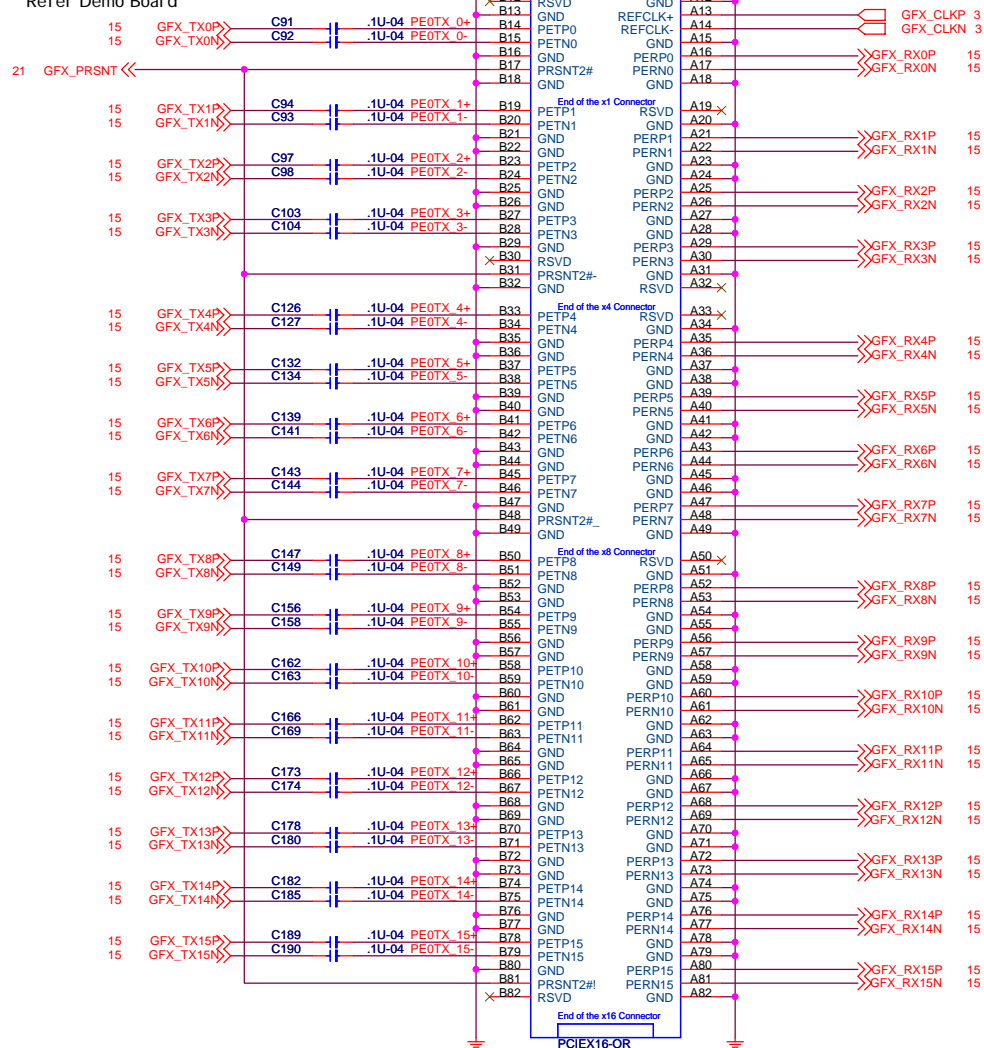 Refer Demo Board
RSVD GND
B13 GND REFCLK+ A13 GFX_CLKP 3
15 GFX_TX0P C91 .1U-04 PE0TX_0+ B14 PETP0 REFCLK- A14 GFX_CLKN 3
15 GFX_TX0N C92 .1U-04 PE0TX_0- B15 PETN0 GND A15
B16 GND PERP0 A16 GFX_RX0P 15
21 GFX_PRSNT B17 PRSNT2# PERN0 A17 GFX_RX0N 15
B18 GND GND A18
End of the x1 Connector
15 GFX_TX1P C94 .1U-04 PE0TX_1+ B19 PETP1 RSVD A19
15 GFX_TX1N C93 .1U-04 PE0TX_1- B20 PETN1 GND A20
B21 GND PERP1 A21 GFX_RX1P 15
B22 GND PERN1 A22 GFX_RX1N 15
15 GFX_TX2P C97 .1U-04 PE0TX_2+ B23 PETP2 GND A23
15 GFX_TX2N C98 .1U-04 PE0TX_2- B24 PETN2 GND A24
B25 GND PERP2 A25 GFX_RX2P 15
B26 GND PERN2 A26 GFX_RX2N 15
15 GFX_TX3P C103 .1U-04 PE0TX_3+ B27 PETP3 GND A27
15 GFX_TX3N C104 .1U-04 PE0TX_3- B28 PETN3 GND A28
B29 GND PERP3 A29 GFX_RX3P 15
B30 RSVD PERN3 A30 GFX_RX3N 15
B31 PRSNT2#- GND A31
B32 GND RSVD A32
End of the x4 Connector
15 GFX_TX4P C126 .1U-04 PE0TX_4+ B33 PETP4 RSVD A33
15 GFX_TX4N C127 .1U-04 PE0TX_4- B34 PETN4 GND A34
B35 GND PERP4 A35 GFX_RX4P 15
B36 GND PERN4 A36 GFX_RX4N 15
15 GFX_TX5P C132 .1U-04 PE0TX_5+ B37 PETP5 GND A37
15 GFX_TX5N C134 .1U-04 PE0TX_5- B38 PETN5 GND A38
B39 GND PERP5 A39 GFX_RX5P 15
B40 GND PERN5 A40 GFX_RX5N 15
15 GFX_TX6P C139 .1U-04 PE0TX_6+ B41 PETP6 GND A41
15 GFX_TX6N C141 .1U-04 PE0TX_6- B42 PETN6 GND A42
B43 GND PERP6 A43 GFX_RX6P 15
B44 GND PERN6 A44 GFX_RX6N 15
15 GFX_TX7P C143 .1U-04 PE0TX_7+ B45 PETP7 GND A45
15 GFX_TX7N C144 .1U-04 PE0TX_7- B46 PETN7 GND A46
B47 GND PERP7 A47 GFX_RX7P 15
B48 PRSNT2#_ PERN7 A48 GFX_RX7N 15
B49 GND GND A49
End of the x8 Connector
15 GFX_TX8P C147 .1U-04 PE0TX_8+ B50 PETP8 RSVD A50
15 GFX_TX8N C149 .1U-04 PE0TX_8- B51 PETN8 GND A51
B52 GND PERP8 A52 GFX_RX8P 15
B53 GND PERN8 A53 GFX_RX8N 15
15 GFX_TX9P C156 .1U-04 PE0TX_9+ B54 PETP9 GND A54
15 GFX_TX9N C158 .1U-04 PE0TX_9- B55 PETN9 GND A55
B56 GND PERP9 A56 GFX_RX9P 15
B57 GND PERN9 A57 GFX_RX9N 15
15 GFX_TX10P C162 .1U-04 PE0TX_10+ B58 PETP10 GND A58
15 GFX_TX10N C163 .1U-04 PE0TX_10- B59 PETN10 GND A59
B60 GND PERP10 A60 GFX_RX10P 15
B61 GND PERN10 A61 GFX_RX10N 15
15 GFX_TX11P C166 .1U-04 PE0TX_11+ B62 PETP11 GND A62
15 GFX_TX11N C169 .1U-04 PE0TX_11- B63 PETN11 GND A63
B64 GND PERP11 A64 GFX_RX11P 15
B65 GND PERN11 A65 GFX_RX11N 15
15 GFX_TX12P C173 .1U-04 PE0TX_12+ B66 PETP12 GND A66
15 GFX_TX12N C174 .1U-04 PE0TX_12- B67 PETN12 GND A67
B68 GND PERP12 A68 GFX_RX12P 15
B69 GND PERN12 A69 GFX_RX12N 15
15 GFX_TX13P C178 .1U-04 PE0TX_13+ B70 PETP13 GND A70
15 GFX_TX13N C180 .1U-04 PE0TX_13- B71 PETN13 GND A71
B72 GND PERP13 A72 GFX_RX13P 15
B73 GND PERN13 A73 GFX_RX13N 15
15 GFX_TX14P C182 .1U-04 PE0TX_14+ B74 PETP14 GND A74
15 GFX_TX14N C185 .1U-04 PE0TX_14- B75 PETN14 GND A75
B76 GND PERP14 A76 GFX_RX14P 15
B77 GND PERN14 A77 GFX_RX14N 15
15 GFX_TX15P C189 .1U-04 PE0TX_15+ B78 PETP15 GND A78
15 GFX_TX15N C190 .1U-04 PE0TX_15- B79 PETN15 GND A79
B80 GND PERP15 A80 GFX_RX15P 15
B81 PRSNT2#! PERN15 A81 GFX_RX15N 15
B82 RSVD GND A82
End of the x16 Connector
PCIEX16-OR